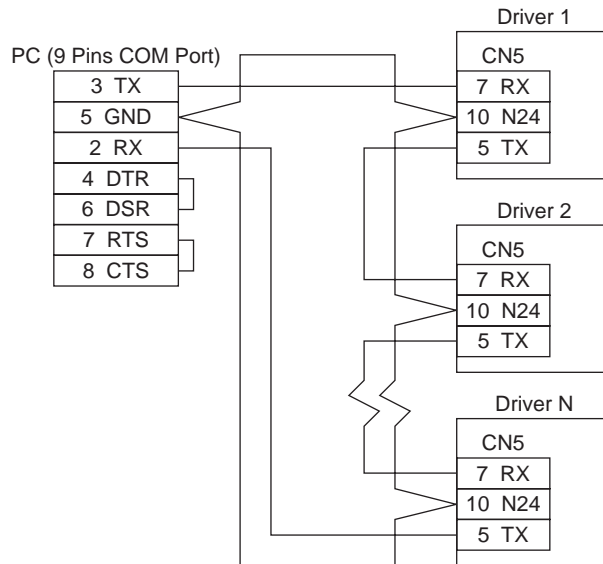 Driver 1
PC (9 Pins COM Port)
CN5
3 TX
5 GND
2 RX
4 DTR
6 DSR
7 RTS
8 CTS
7 RX
10 N24
5 TX
Driver 2
CN5
7 RX
10 N24
5 TX
Driver N
CN5
7 RX
10 N24
5 TX